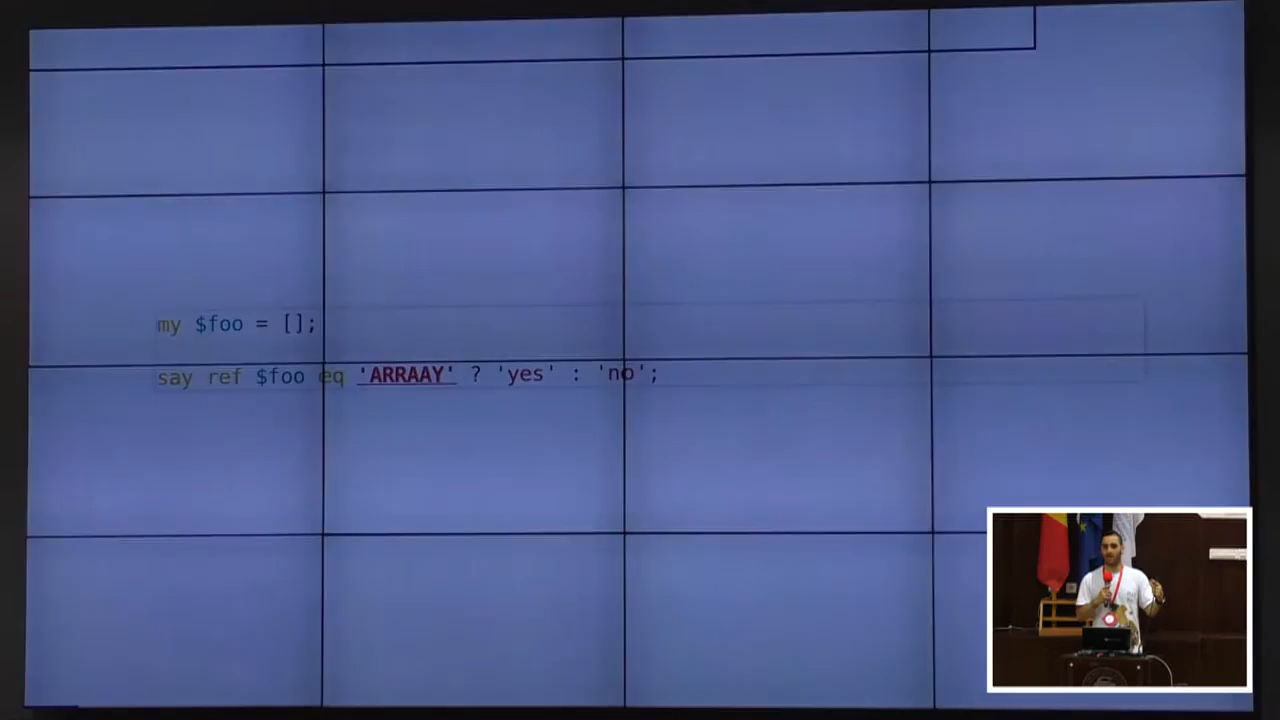 my $foo = [];
say ref $foo eq 'ARRAAY' ? 'yes' : 'no';